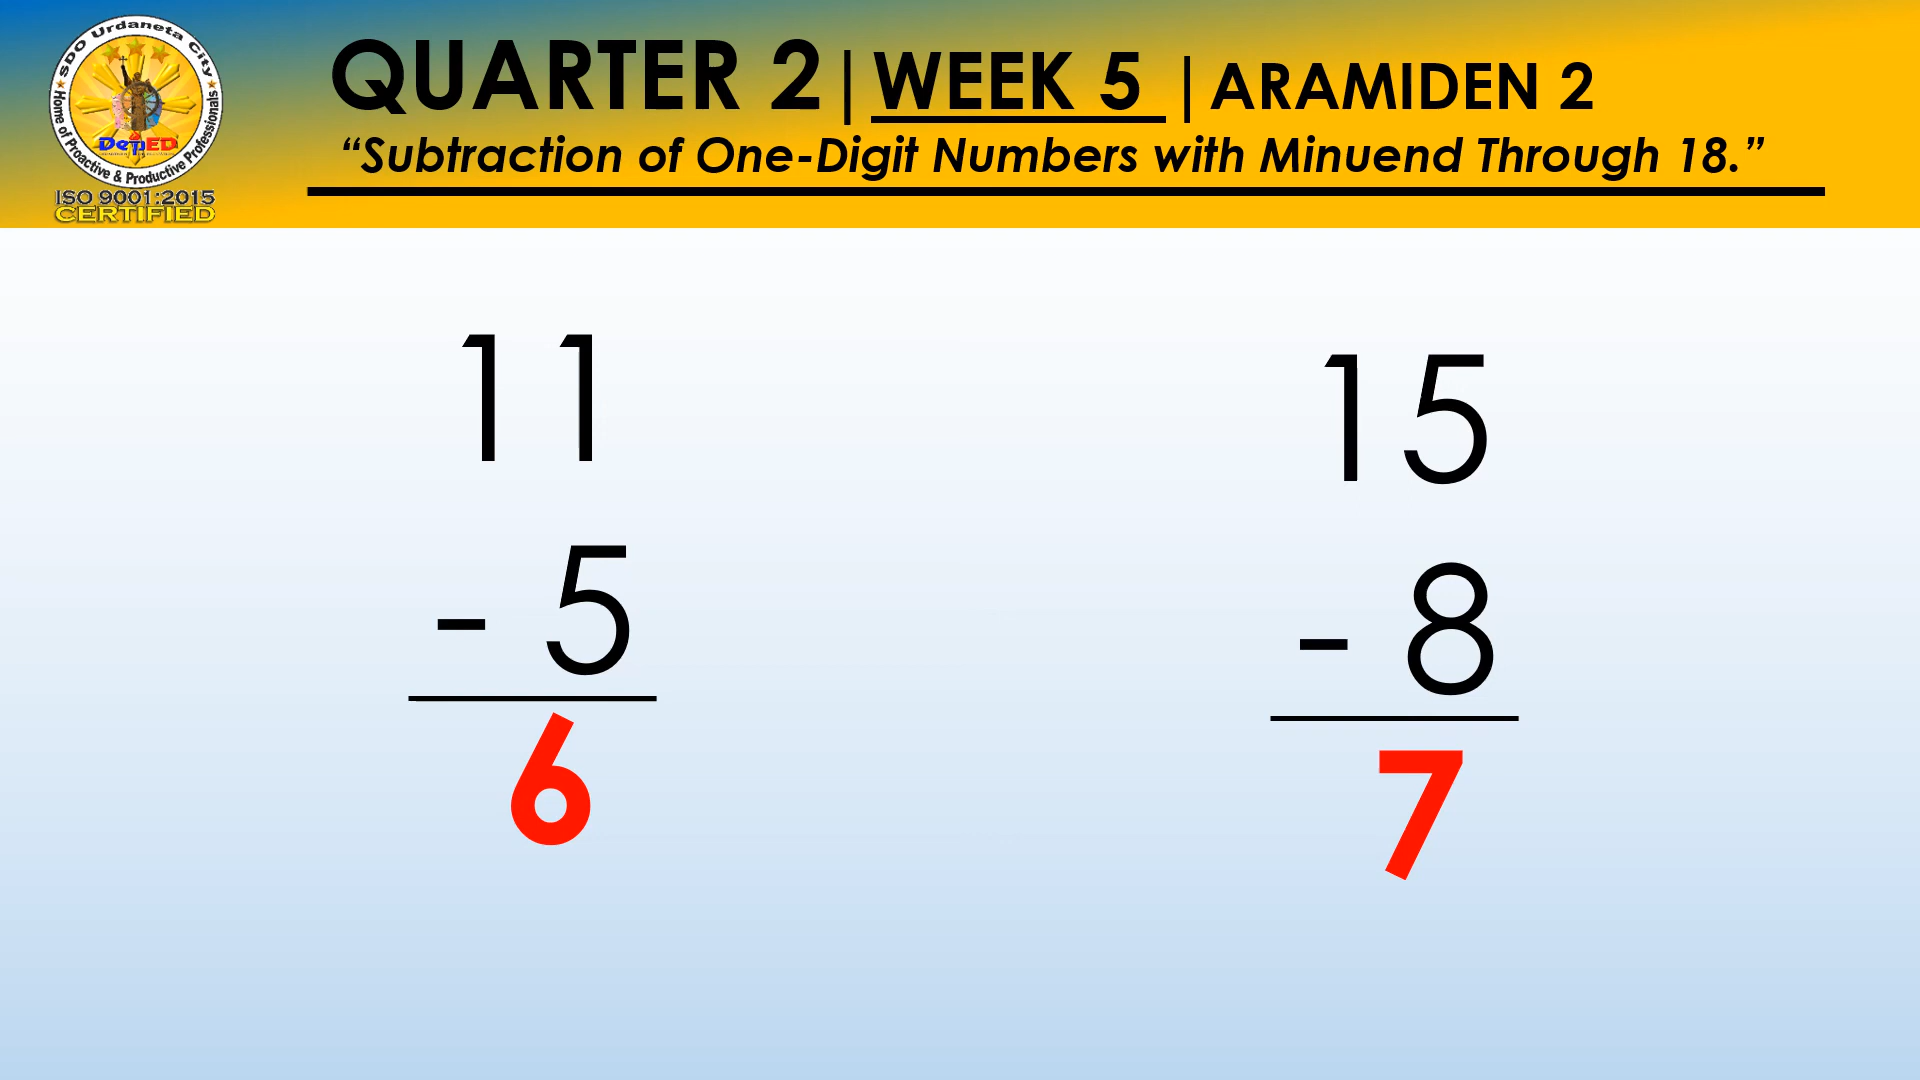 SDO Urdaneta City
Home of Proactive & Productive Professionals
DepED
ISO 9001:2015
CERTIFIED
QUARTER 2|WEEK 5 |ARAMIDEN 2
“Subtraction of One-Digit Numbers with Minuend Through 18.”
11
- 5
6
15
- 8
7